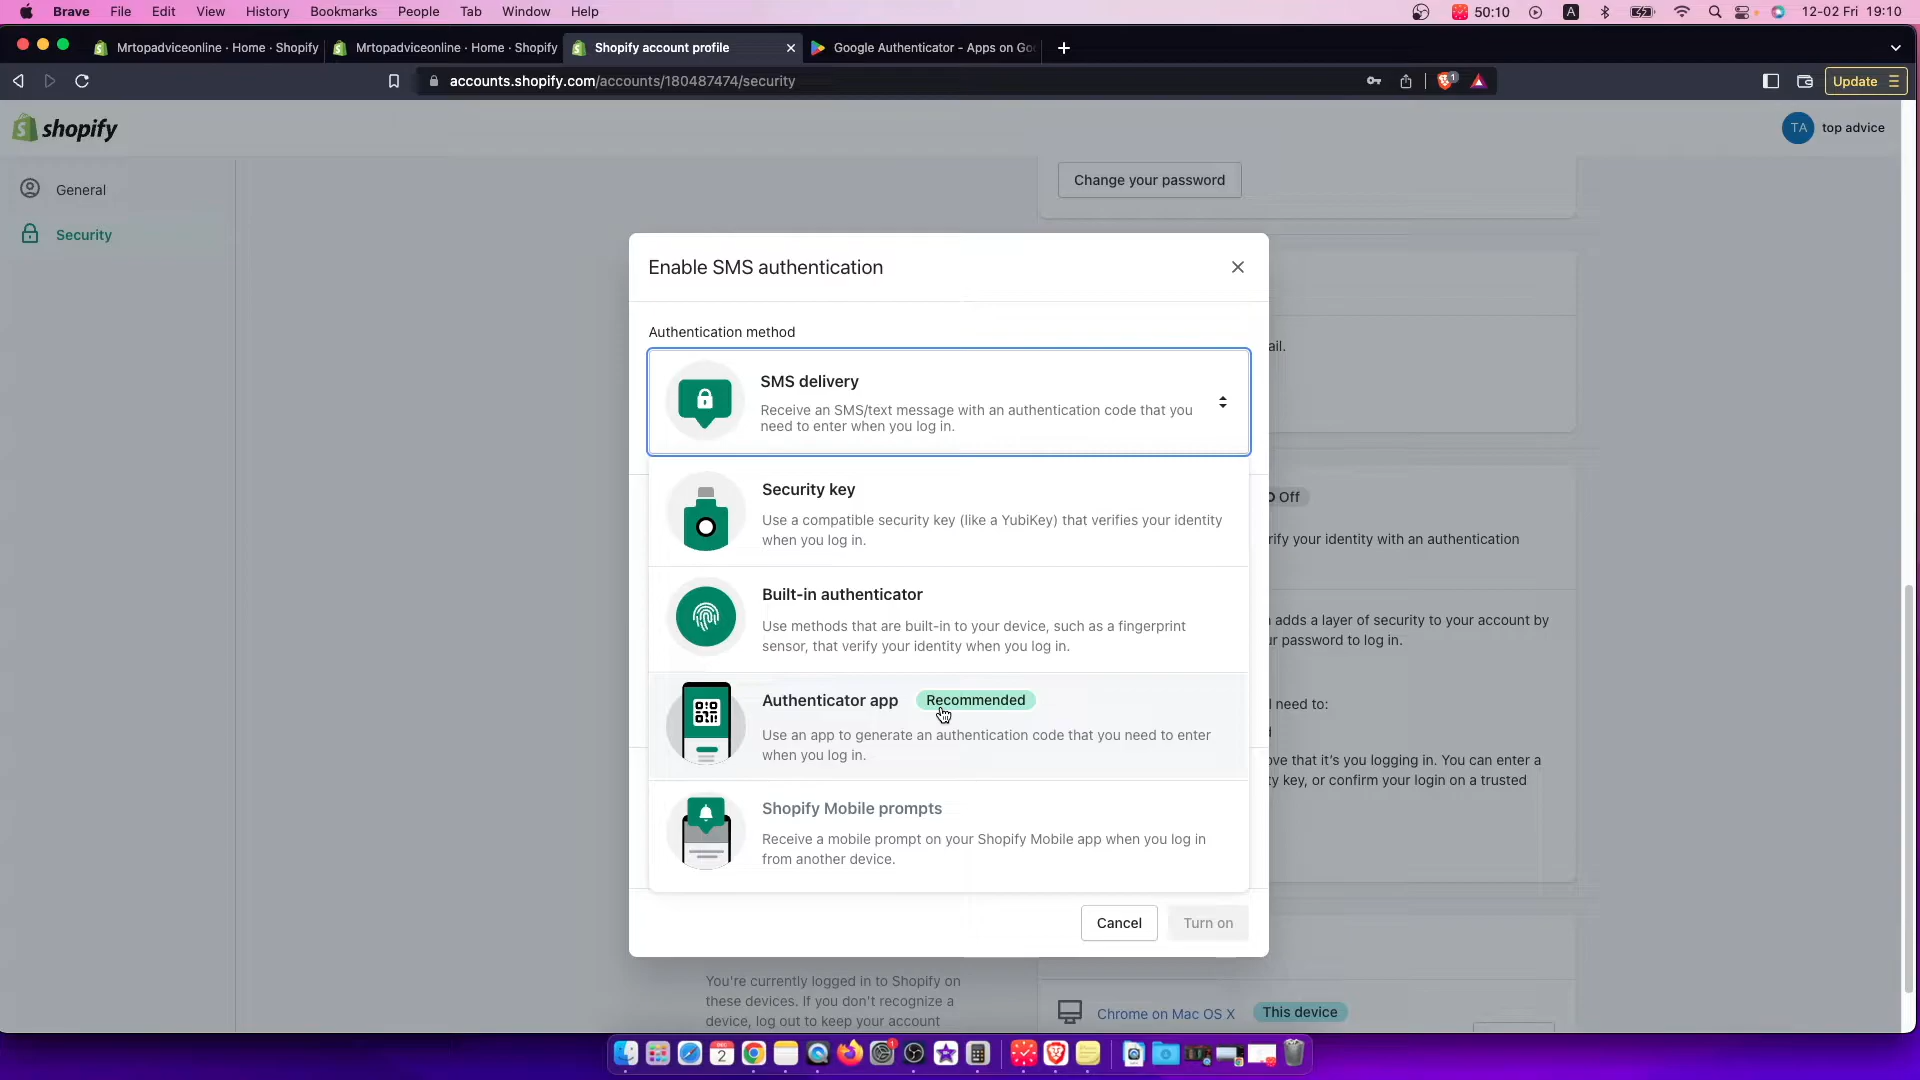 Brave File Edit View History Bookmarks People Tab Window Help 50:10 A 12-02 Fri 19:10
Mrtopadviceonline · Home · Shopify Mrtopadviceonline · Home · Shopify Shopify account profile Google Authenticator - Apps on Go
accounts.shopify.com/accounts/180487474/security 1 Update
shopify TA top advice
General
Security
Change your password
Enable SMS authentication
Authentication method
ail.
SMS delivery
Receive an SMS/text message with an authentication code that you
need to enter when you log in.
Security key
Off
Use a compatible security key (like a YubiKey) that verifies your identity
when you log in.
rify your identity with an authentication
Built-in authenticator
Use methods that are built-in to your device, such as a fingerprint
sensor, that verify your identity when you log in.
adds a layer of security to your account by
ur password to log in.
Authenticator app Recommended
Use an app to generate an authentication code that you need to enter
when you log in.
l need to:
ove that it's you logging in. You can enter a
ty key, or confirm your login on a trusted
Shopify Mobile prompts
Receive a mobile prompt on your Shopify Mobile app when you log in
from another device.
Cancel Turn on
You're currently logged in to Shopify on
these devices. If you don't recognize a
device, log out to keep your account
Chrome on Mac OS X This device
DEC
2